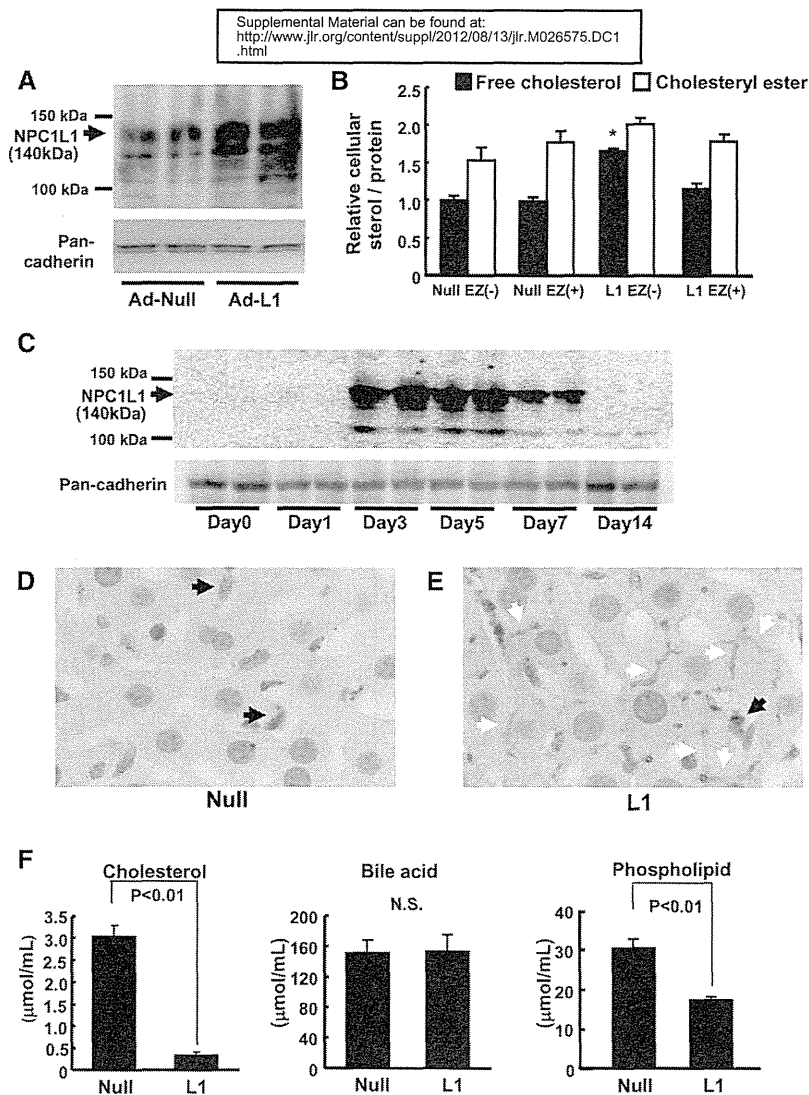 Supplemental Material can be found at:
http://www.jlr.org/content/suppl/2012/08/13/jlr.M026575.DC1
.html
A
150 kDa
NPC1L1
(140kDa)
100 kDa
Pan-
cadherin
Ad-Null Ad-L1
B
Free cholesterol Cholesteryl ester
Relative cellular
sterol / protein
2.5
2.0
1.5
1.0
0.5
0.0
*
Null EZ(-) Null EZ(+) L1 EZ(-) L1 EZ(+)
C
150 kDa
NPC1L1
(140kDa)
100 kDa
Pan-cadherin
Day0 Day1 Day3 Day5 Day7 Day14
D
Null
E
L1
F
Cholesterol
P<0.01
(μmol/mL)
3.5
3.0
2.5
2.0
1.5
1.0
0.5
0
Null L1
Bile acid
N.S.
(μmol/mL)
200
160
120
80
40
0
Null L1
Phospholipid
P<0.01
(μmol/mL)
40
30
20
10
0
Null L1